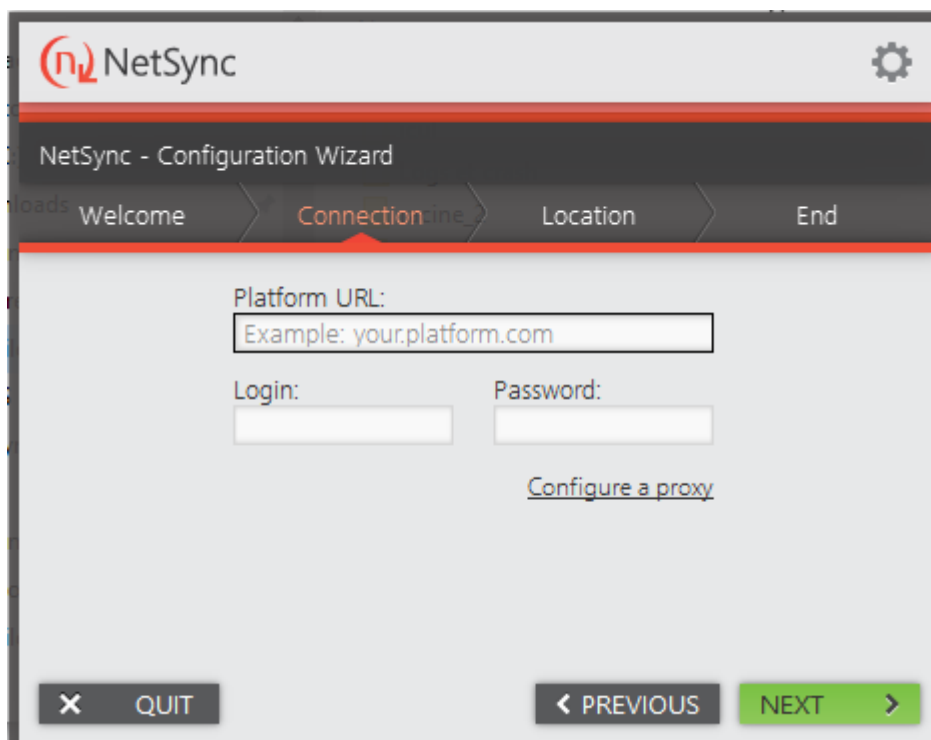 NetSync
NetSync - Configuration Wizard
Welcome Connection Location End
Platform URL:
Example: your.platform.com
Login: Password:
Configure a proxy
QUIT PREVIOUS NEXT